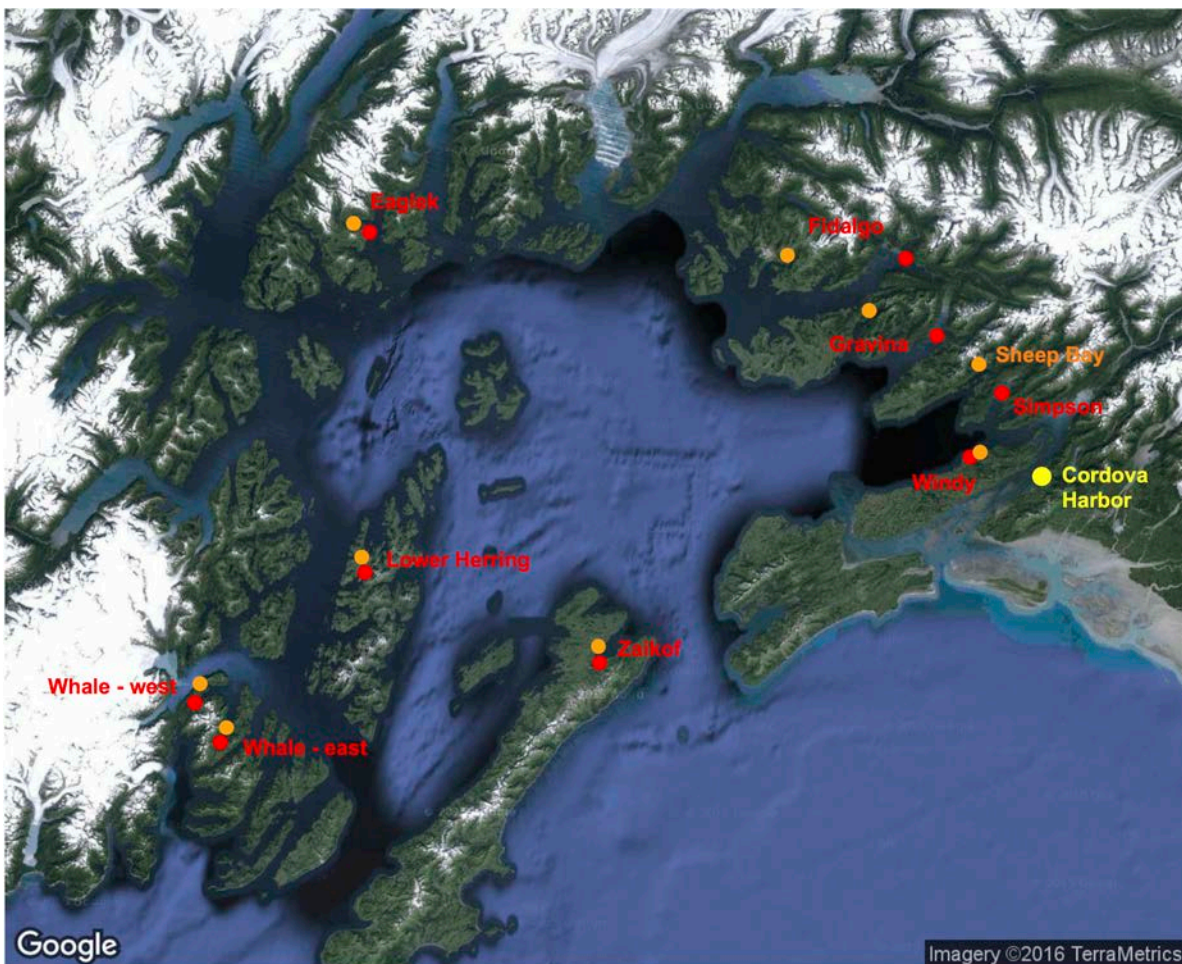 Eaglek
Fidalgo
Gravina
Sheep Bay
Simpson
Windy
Cordova
Harbor
Lower Herring
Zaikof
Whale - west
Whale - east
Google
Imagery ©2016 TerraMetrics